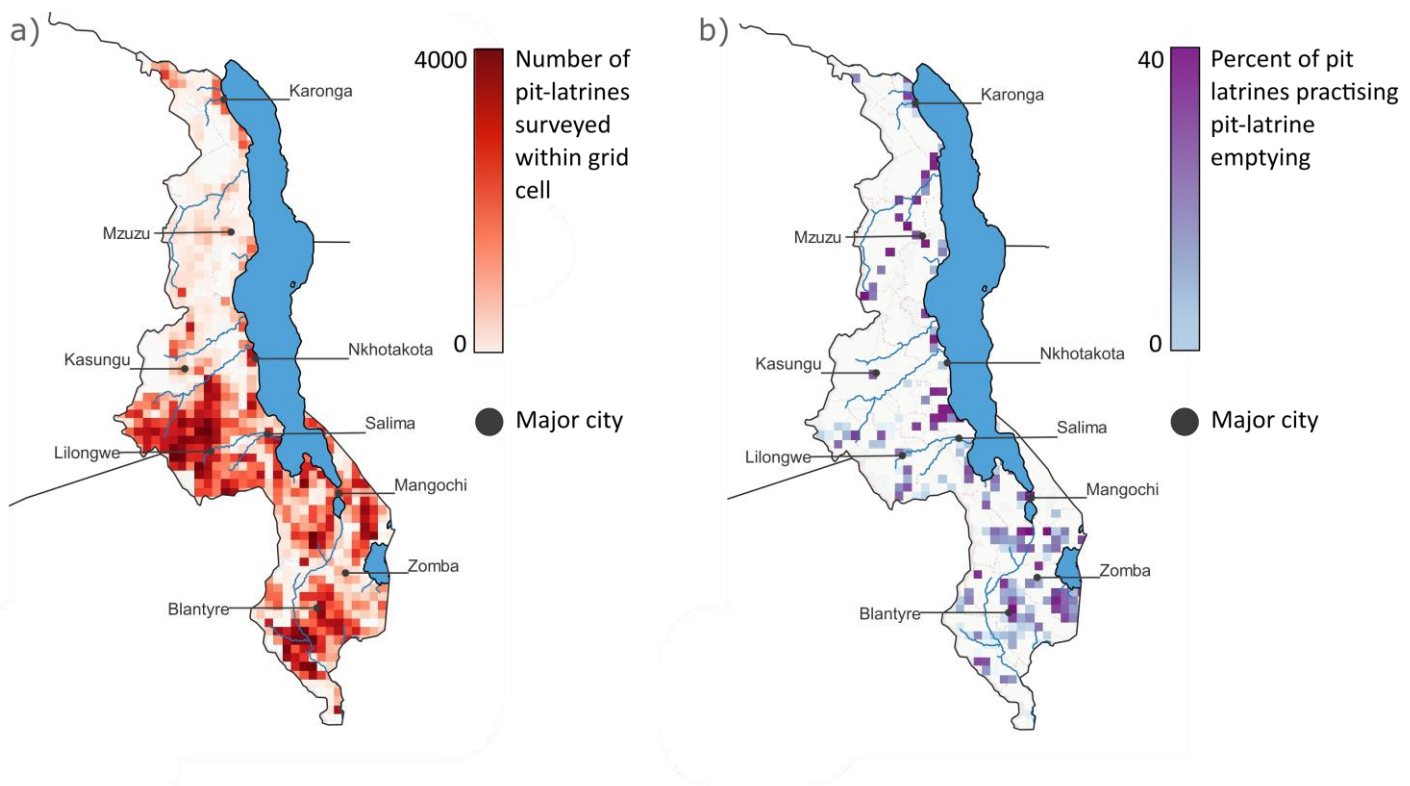 a)
4000
0
Number of
pit-latrines
surveyed
within grid
cell
Major city
Karonga
Mzuzu
Nkhotakota
Kasungu
Salima
Lilongwe
Mangochi
Zomba
Blantyre
b)
40
0
Percent of pit
latrines practising
pit-latrine
emptying
Major city
Karonga
Mzuzu
Nkhotakota
Kasungu
Salima
Lilongwe
Mangochi
Zomba
Blantyre